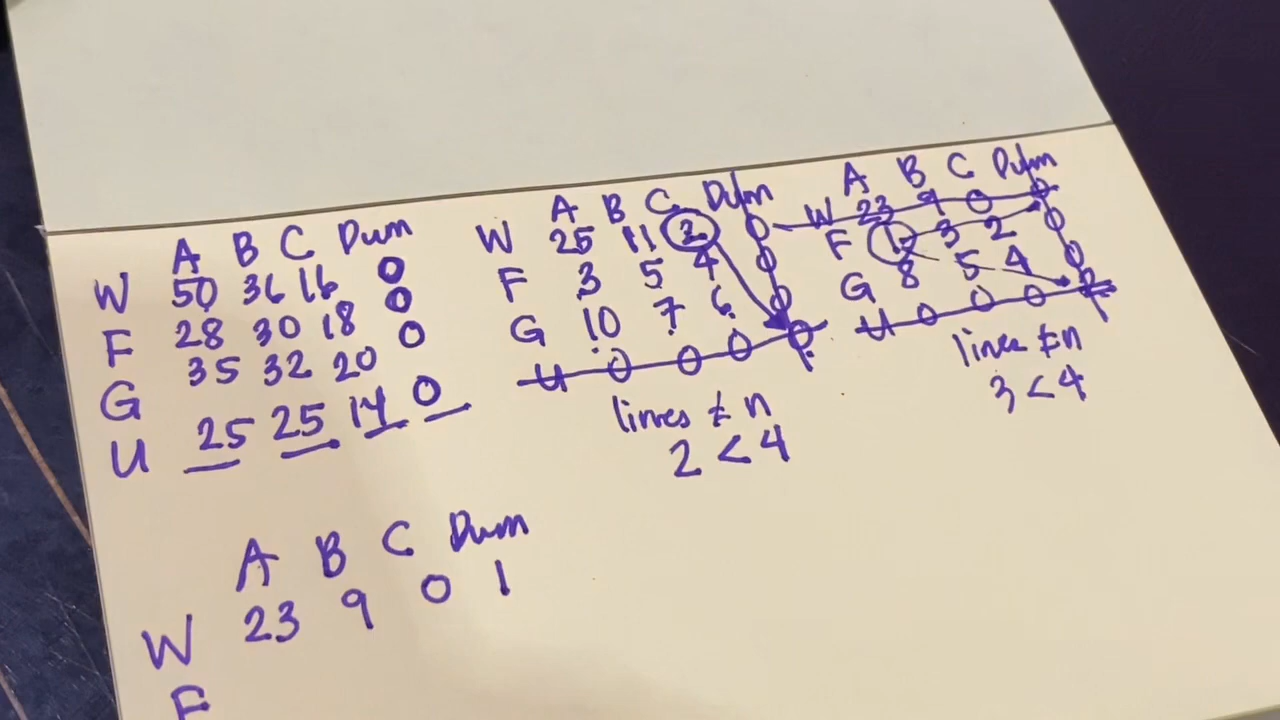 A B C Dum
W 50 36 16 0
F 28 30 18 0
G 35 32 20 0
U 25 25 14 0
A B C Dum
W 25 11 2 0
F 3 5 4 0
G 10 7 6 0
U 0 0 0 0
lines ≠ n
2 < 4
A B C Dum
W 23 9 0 0
F 1 3 2 0
G 8 5 4 0
U 0 0 0
lines ≠ n
3 < 4
A B C Dum
W 23 9 0 1
F